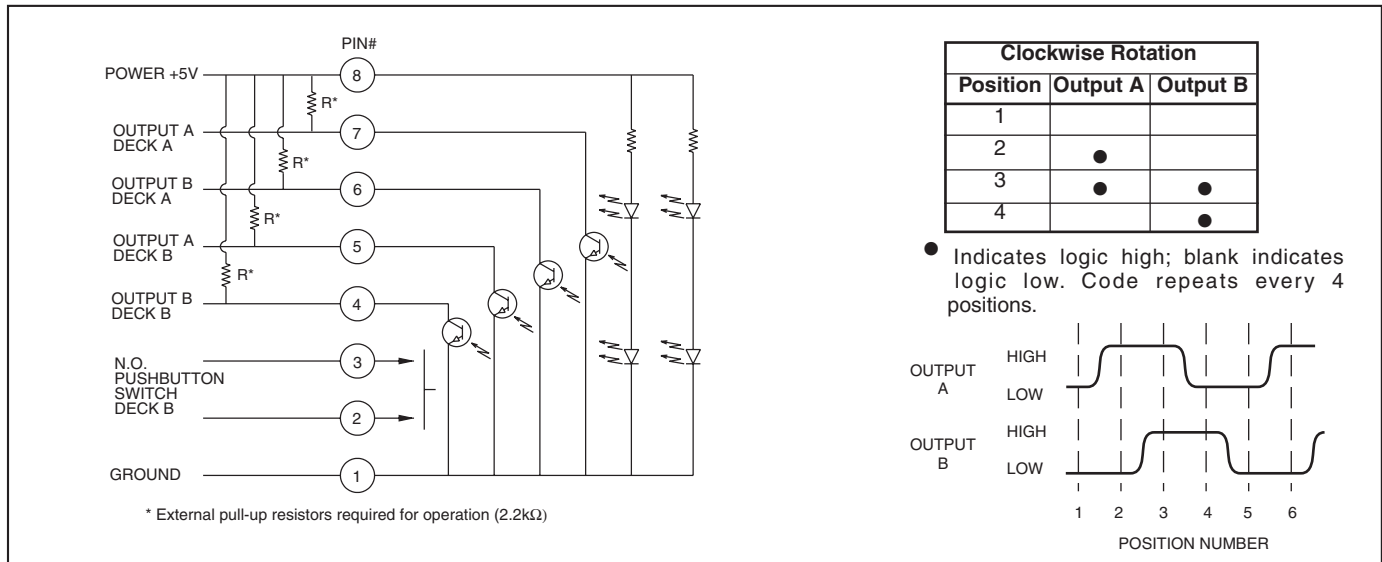 PIN#
POWER +5V
8
R*
OUTPUT A
DECK A
7
R*
OUTPUT B
DECK A
6
R*
OUTPUT A
DECK B
5
R*
OUTPUT B
DECK B
4
N.O.
PUSHBUTTON
SWITCH
DECK B
3
2
GROUND
1
* External pull-up resistors required for operation (2.2kΩ)
Clockwise Rotation
Position Output A Output B
1
2 ●
3 ● ●
4 ●
● Indicates logic high; blank indicates
logic low. Code repeats every 4
positions.
OUTPUT
A
HIGH
LOW
OUTPUT
B
HIGH
LOW
1 2 3 4 5 6
POSITION NUMBER